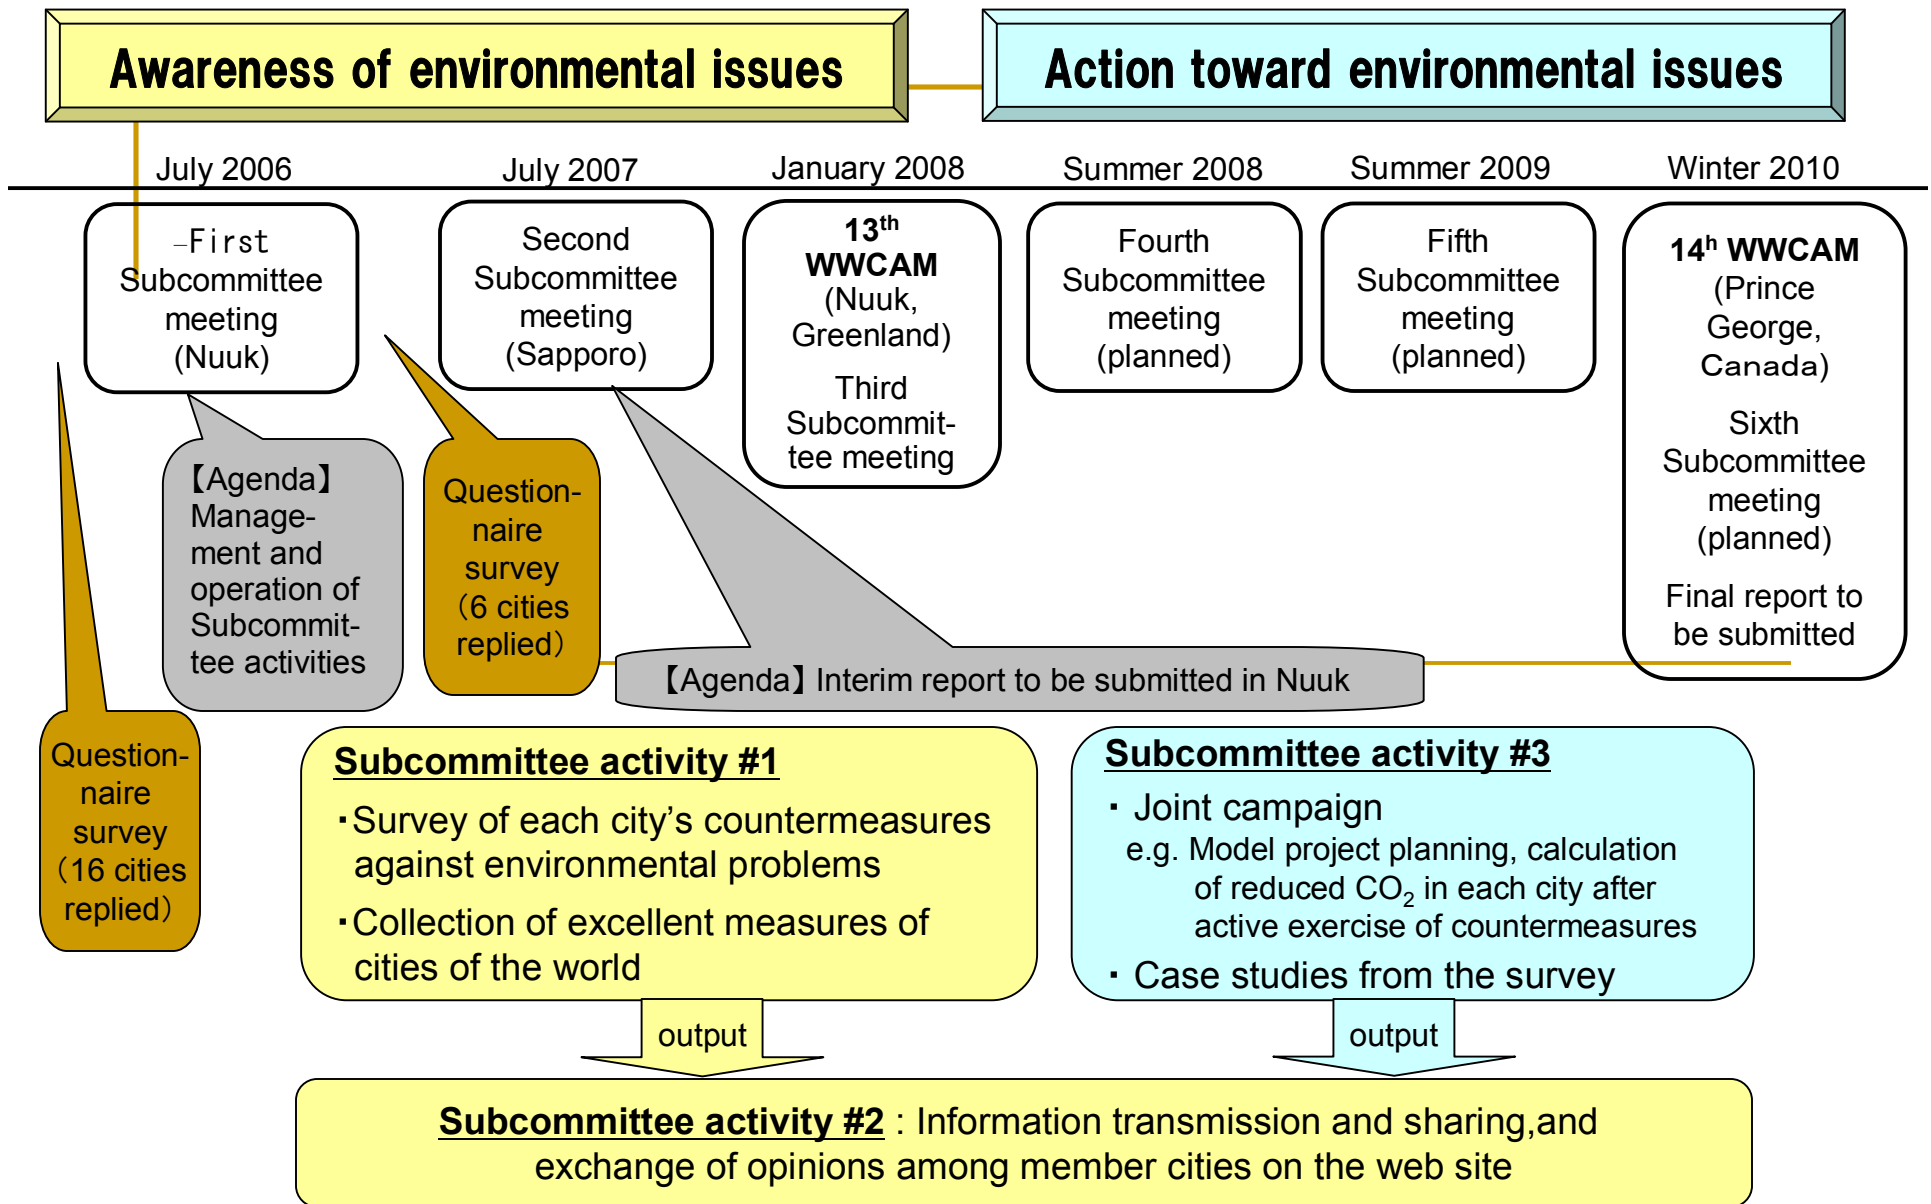 Awareness of environmental issues
Action toward environmental issues
July 2006
July 2007
January 2008
Summer 2008
Summer 2009
Winter 2010
–First
Subcommittee
meeting
(Nuuk)
Second
Subcommittee
meeting
(Sapporo)
13th
WWCAM
(Nuuk,
Greenland)
Third
Subcommit-
tee meeting
Fourth
Subcommittee
meeting
(planned)
Fifth
Subcommittee
meeting
(planned)
14h WWCAM
(Prince
George,
Canada)
Sixth
Subcommittee
meeting
(planned)
Final report to
be submitted
Question-
naire
survey
（16 cities
replied）
【Agenda】
Manage-
ment and
operation of
Subcommit-
tee activities
Question-
naire
survey
（6 cities
replied）
【Agenda】Interim report to be submitted in Nuuk
Subcommittee activity #1
・Survey of each city’s countermeasures
against environmental problems
・Collection of excellent measures of
cities of the world
output
Subcommittee activity #3
・ Joint campaign
e.g. Model project planning, calculation
of reduced CO₂ in each city after
active exercise of countermeasures
・ Case studies from the survey
output
Subcommittee activity #2 : Information transmission and sharing,and
exchange of opinions among member cities on the web site